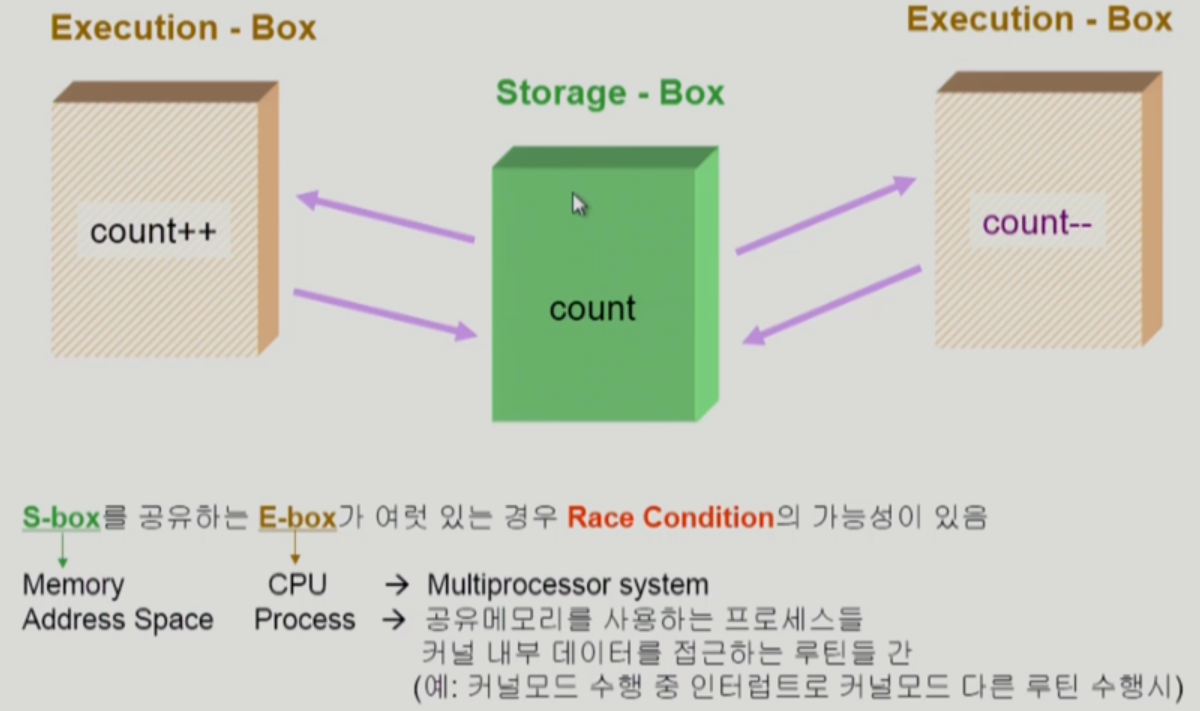 Execution - Box
Execution - Box
Storage - Box
count++
count
count--
S-box를 공유하는 E-box가 여럿 있는 경우 Race Condition의 가능성이 있음
Memory CPU → Multiprocessor system
Address Space Process → 공유메모리를 사용하는 프로세스들
커널 내부 데이터를 접근하는 루틴들 간
(예: 커널모드 수행 중 인터럽트로 커널모드 다른 루틴 수행시)